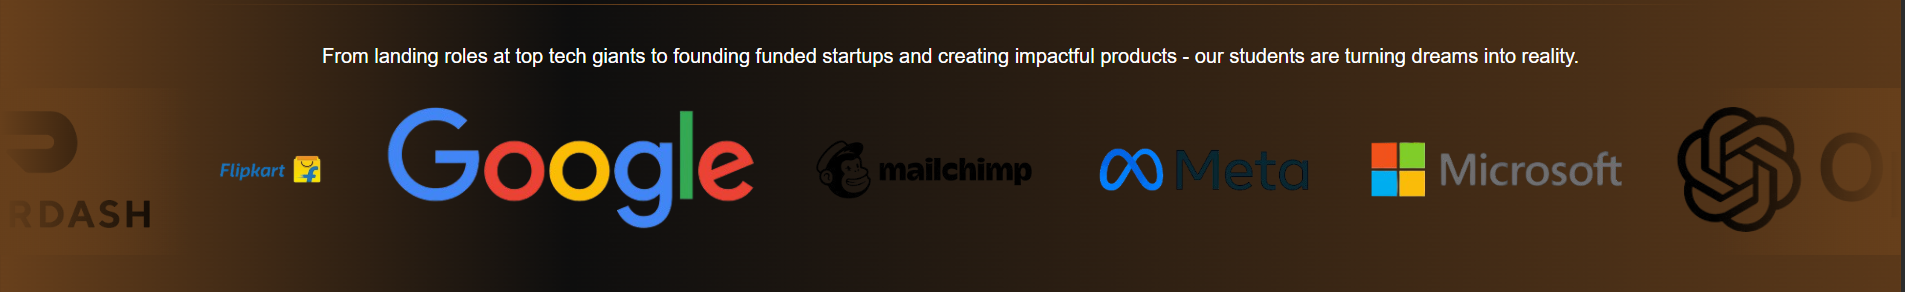 From landing roles at top tech giants to founding funded startups and creating impactful products - our students are turning dreams into reality.
RDASH Flipkart Google mailchimp Meta Microsoft O